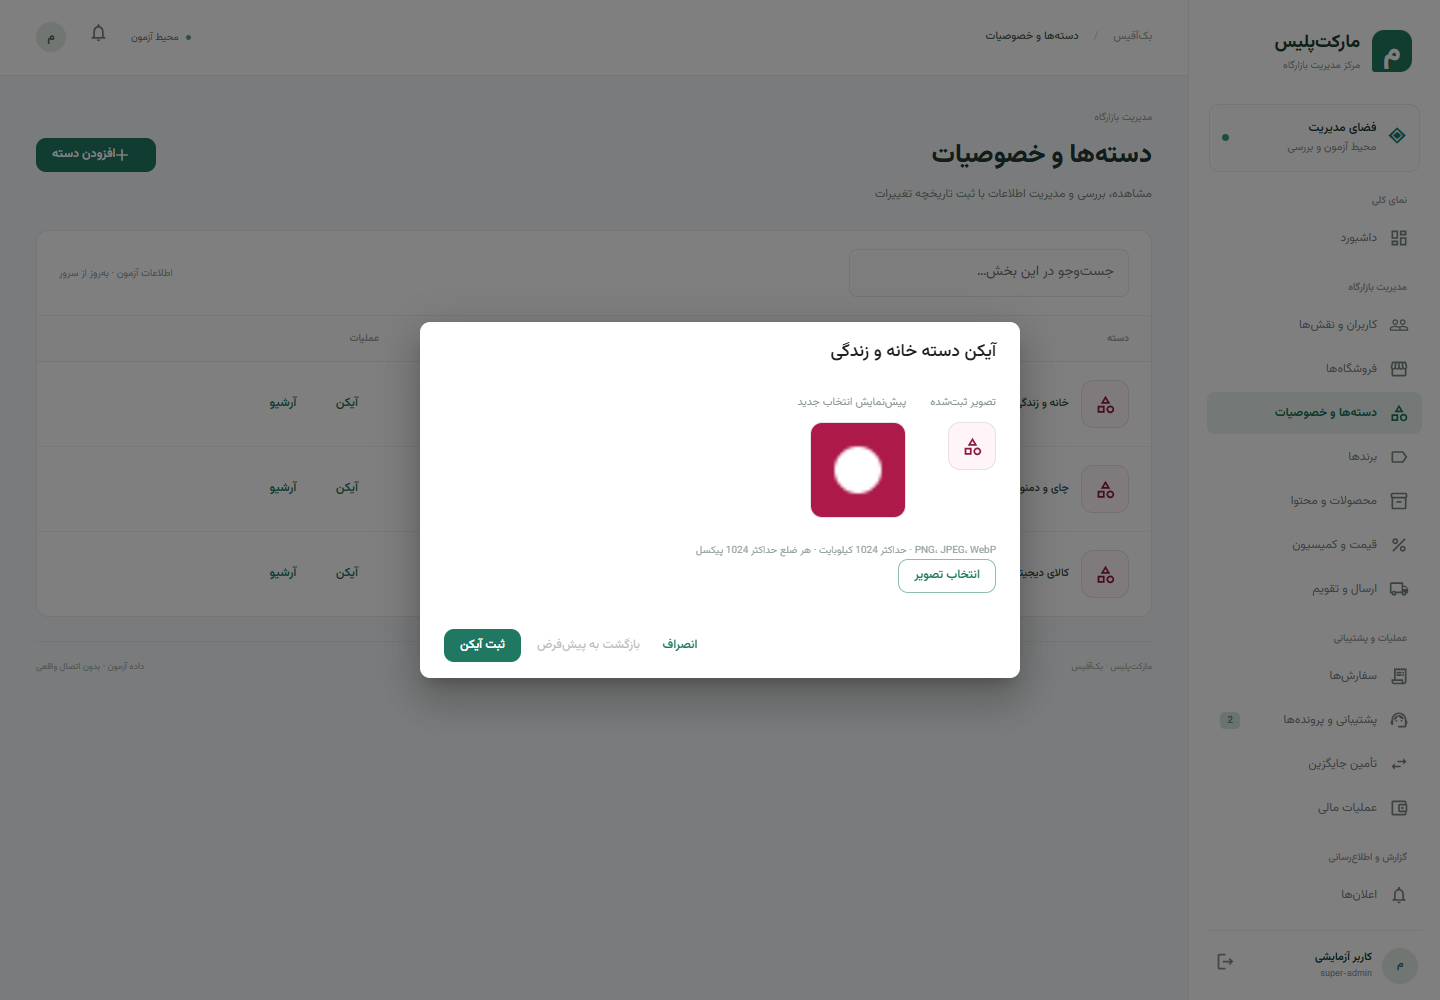 مارکت‌پلیس
مرکز مدیریت بازارگاه
م
فضای مدیریت
محیط آزمون و بررسی
نمای کلی
داشبورد
مدیریت بازارگاه
کاربران و نقش‌ها
فروشگاه‌ها
دسته‌ها و خصوصیات
برندها
محصولات و محتوا
قیمت و کمیسیون
ارسال و تقویم
عملیات و پشتیبانی
سفارش‌ها
پشتیبانی و پرونده‌ها
2
تأمین جایگزین
عملیات مالی
گزارش و اطلاع‌رسانی
اعلان‌ها
م
کاربر آزمایشی
super-admin
بک‌آفیس / دسته‌ها و خصوصیات
محیط آزمون
م
مدیریت بازارگاه
دسته‌ها و خصوصیات
مشاهده، بررسی و مدیریت اطلاعات با ثبت تاریخچه تغییرات
افزودن دسته
جست‌وجو در این بخش...
اطلاعات آزمون · به‌روز از سرور
دسته
عملیات
خانه و زندگی
آیکن
آرشیو
چای و
آیکن
آرشیو
کالای
آیکن
آرشیو
آیکن دسته خانه و زندگی
تصویر ثبت‌شده
پیش‌نمایش انتخاب جدید
PNG، JPEG، WebP · حداکثر 1024 کیلوبایت · هر ضلع حداکثر 1024 پیکسل
انتخاب تصویر
انصراف
بازگشت به پیش‌فرض
ثبت آیکن
مارکت‌پلیس · بک‌آفیس
داده آزمون · بدون اتصال واقعی